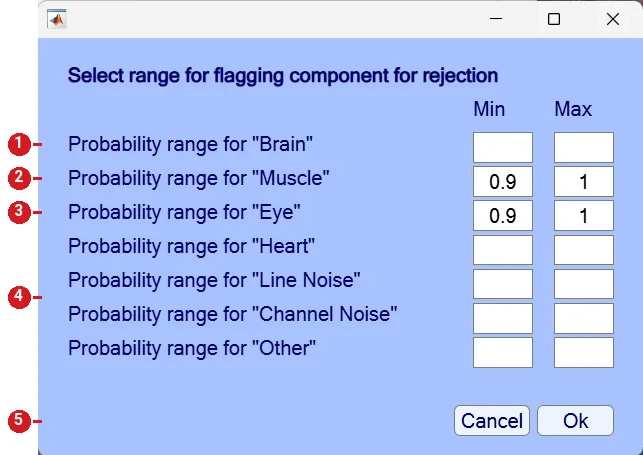 Select range for flagging component for rejection
Min Max
1 Probability range for "Brain"
2 Probability range for "Muscle" 0.9 1
3 Probability range for "Eye" 0.9 1
Probability range for "Heart"
Probability range for "Line Noise"
4
Probability range for "Channel Noise"
Probability range for "Other"
5 Cancel Ok